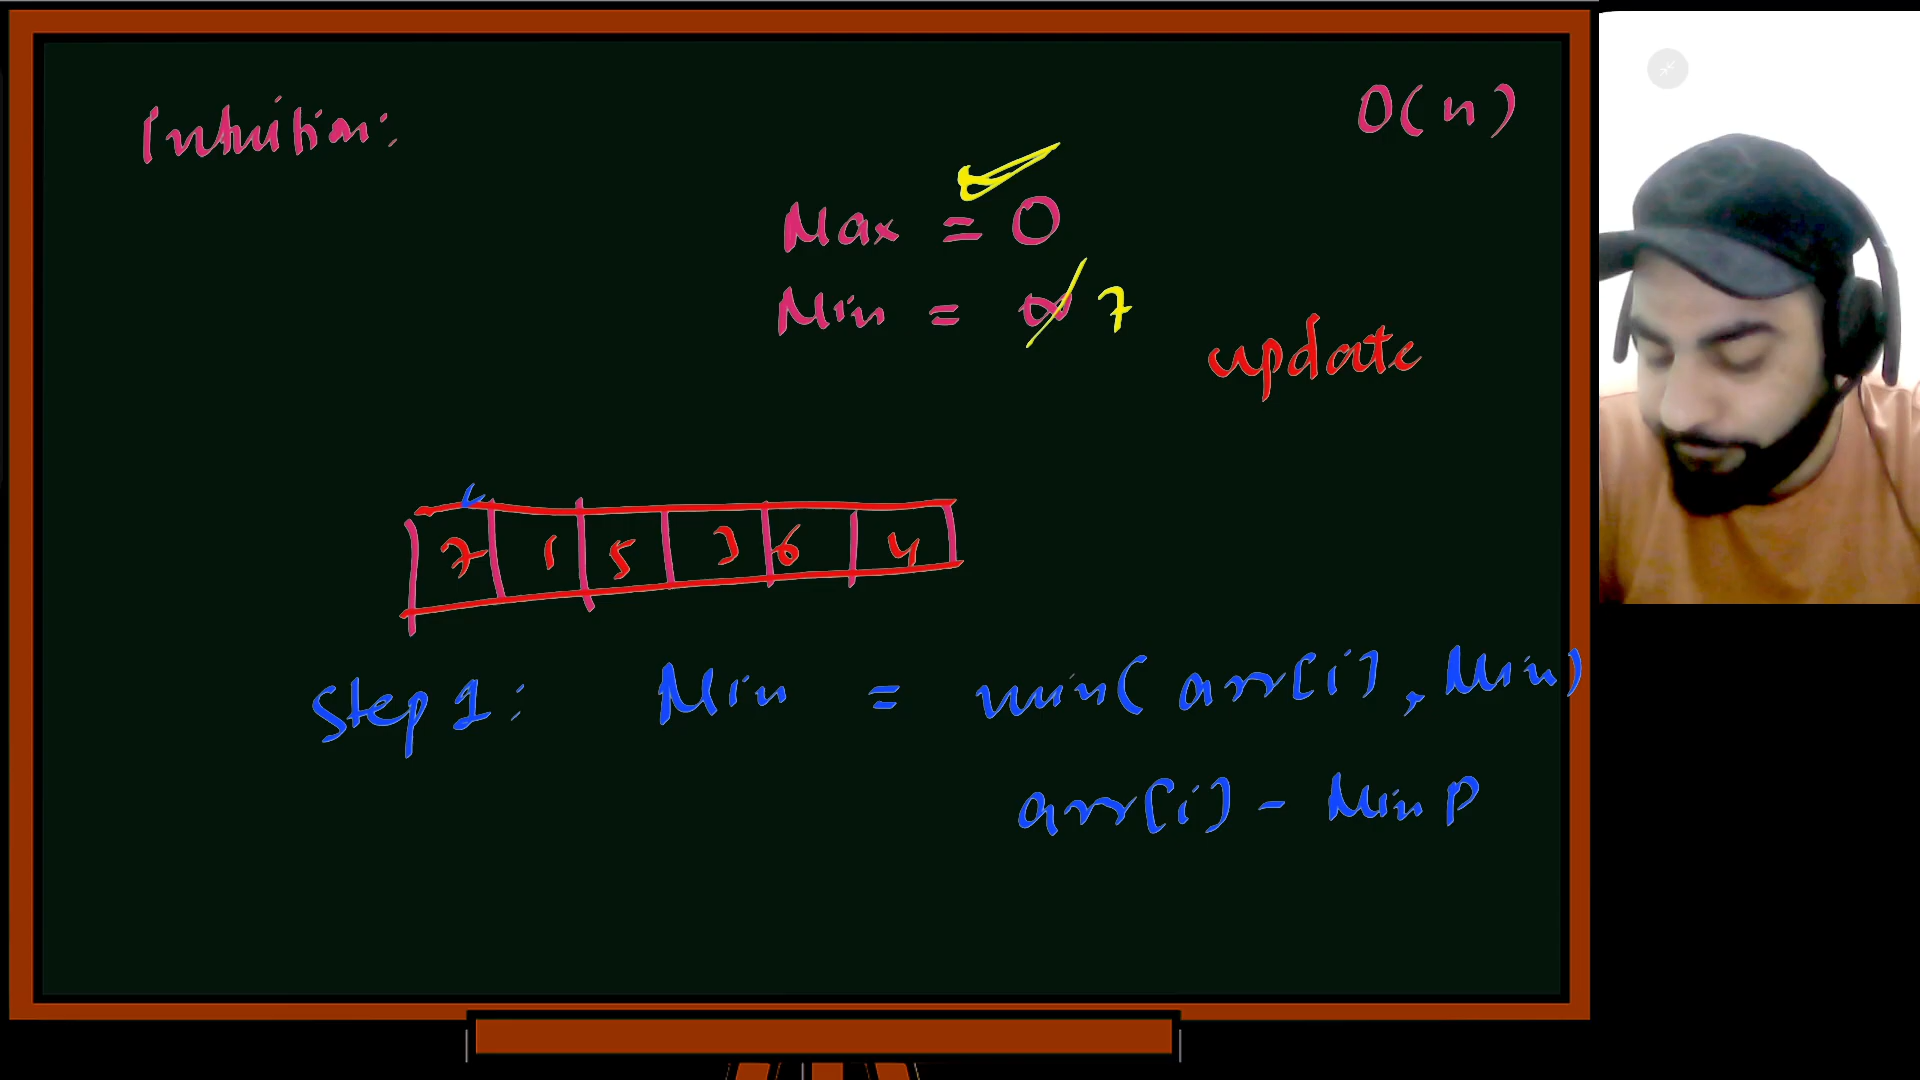 Intuition:
O(n)
Max = 0
Min = ∞ 7
update
7 1 5 3 6 4
Step 1: Min = min( arr[i], Min)
arr[i] - Min P